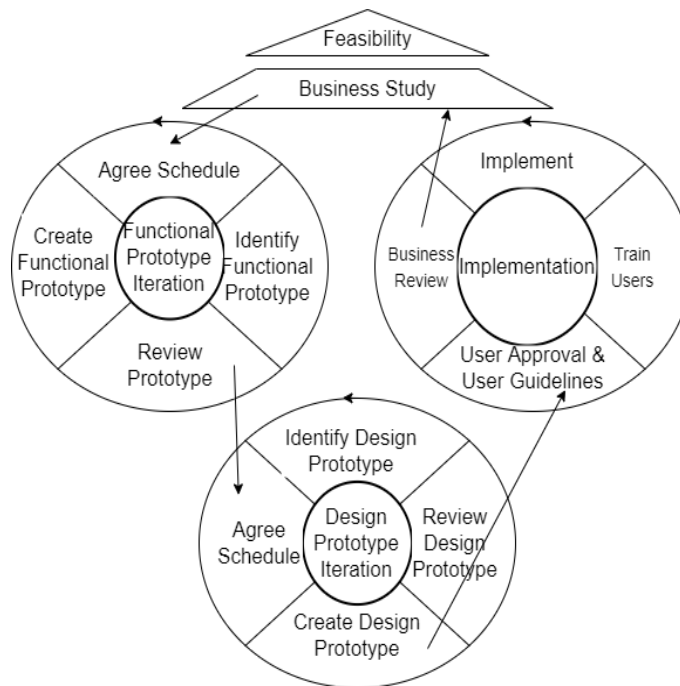 Feasibility
Business Study
Agree Schedule
Create
Functional
Prototype
Functional
Prototype
Iteration
Identify
Functional
Prototype
Review
Prototype
Implement
Business
Review
Implementation
Train
Users
User Approval &
User Guidelines
Identify Design
Prototype
Agree
Schedule
Design
Prototype
Iteration
Review
Design
Prototype
Create Design
Prototype